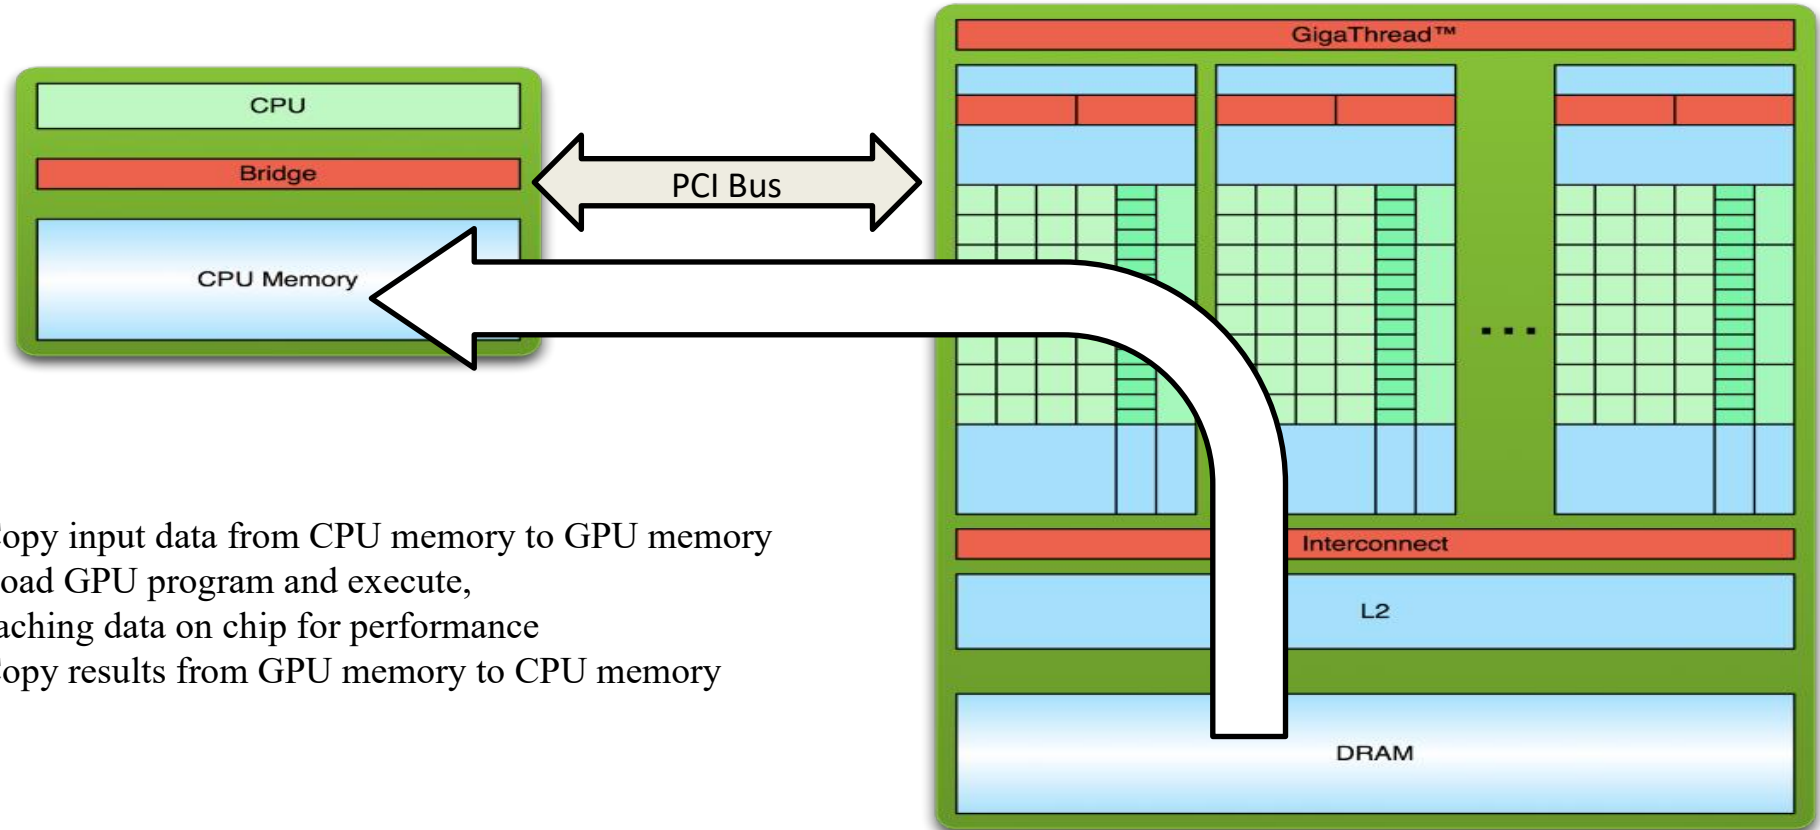 GigaThread™
CPU
Bridge
PCI Bus
CPU Memory
opy input data from CPU memory to GPU memory
oad GPU program and execute,
aching data on chip for performance
opy results from GPU memory to CPU memory
Interconnect
L2
DRAM